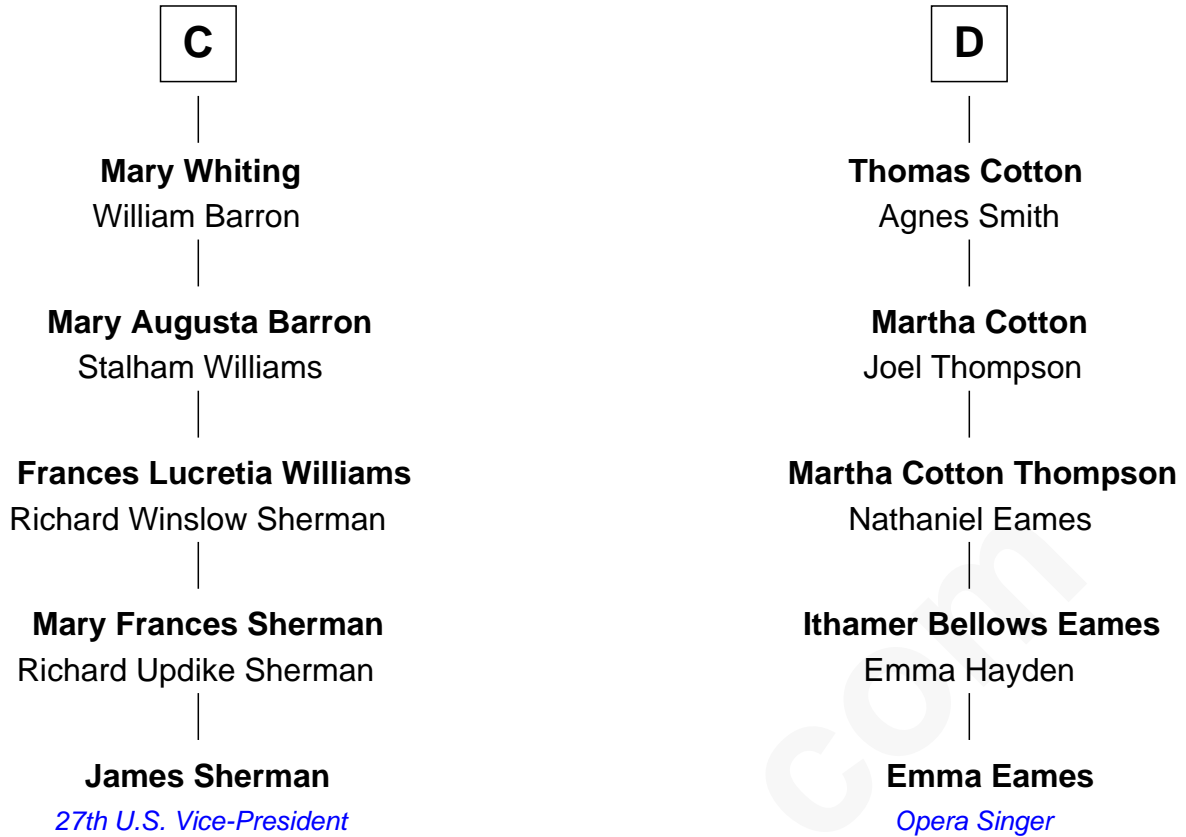 C
Mary Whiting
William Barron
Mary Augusta Barron
Stalham Williams
Frances Lucretia Williams
Richard Winslow Sherman
Mary Frances Sherman
Richard Updike Sherman
James Sherman
27th U.S. Vice-President
D
Thomas Cotton
Agnes Smith
Martha Cotton
Joel Thompson
Martha Cotton Thompson
Nathaniel Eames
Ithamer Bellows Eames
Emma Hayden
Emma Eames
Opera Singer
com